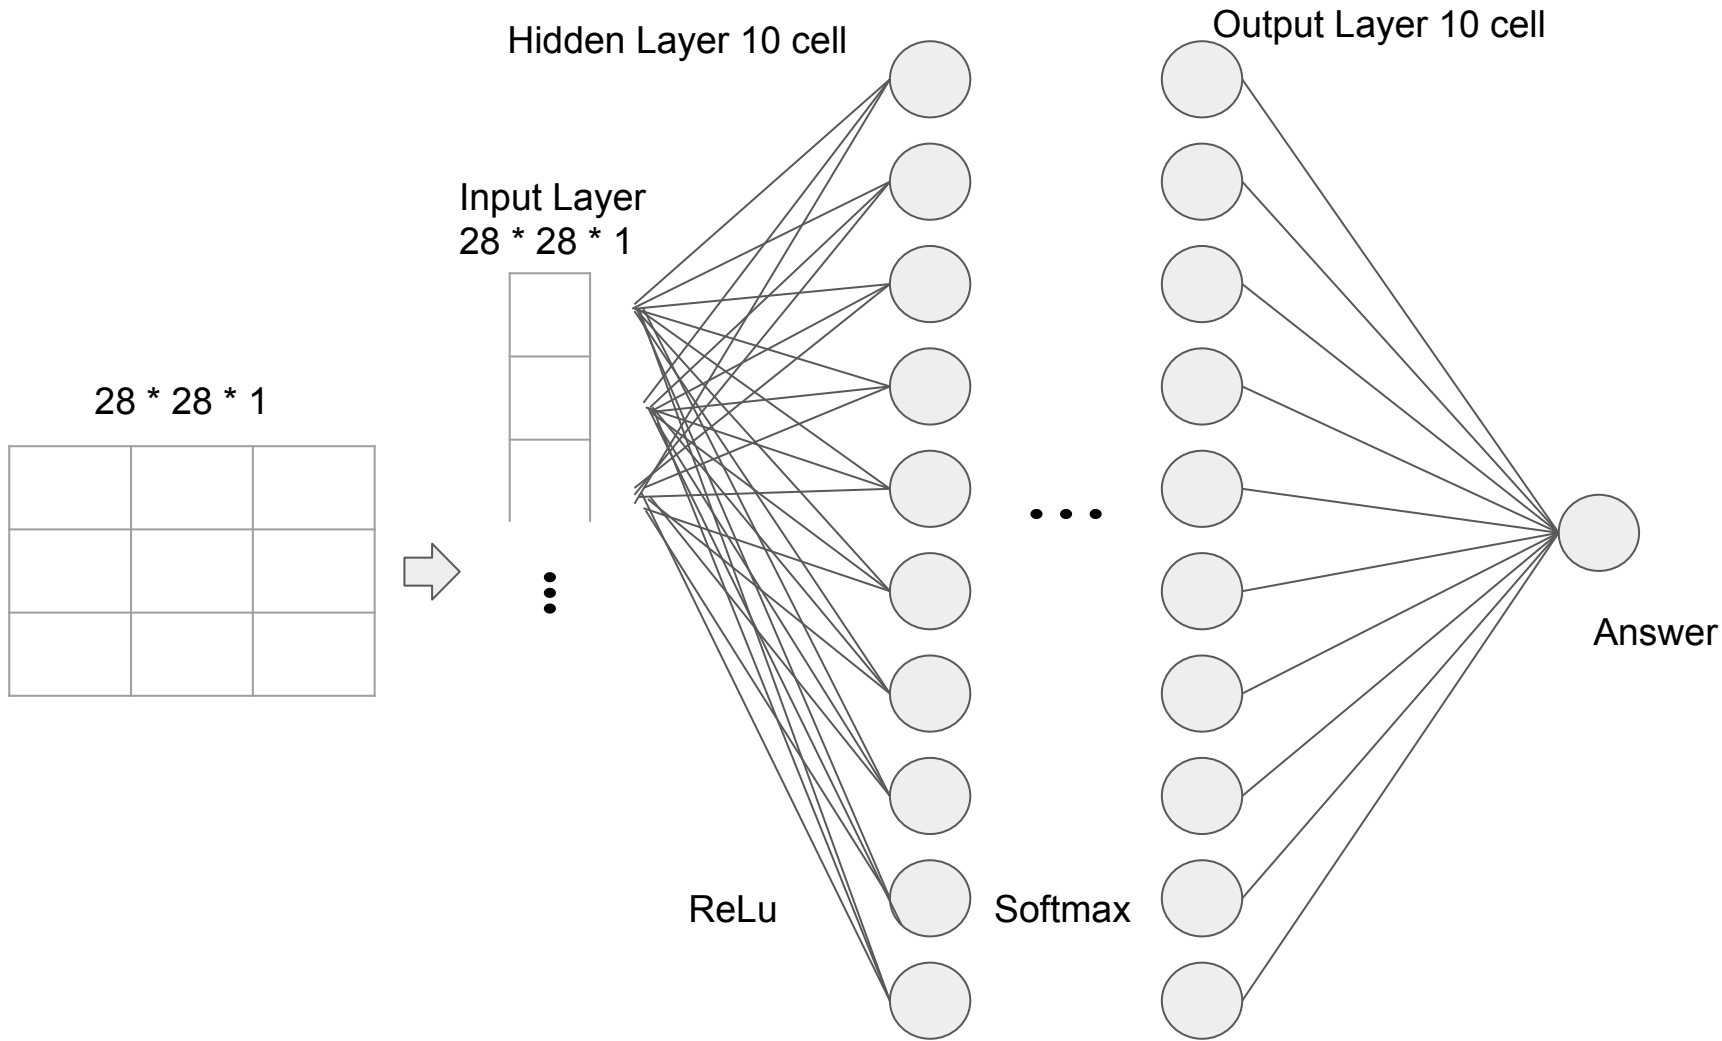 Hidden Layer 10 cell
Output Layer 10 cell
Input Layer
28 * 28 * 1
28 * 28 * 1
Answer
ReLu
Softmax